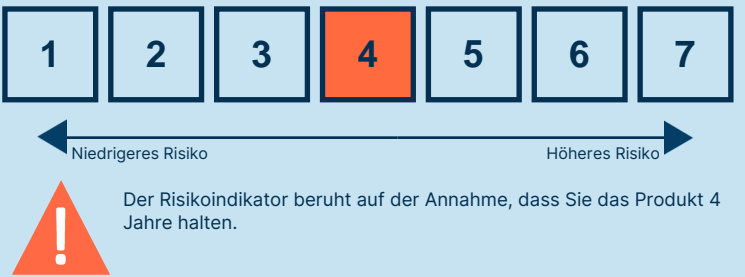 1 2 3 4 5 6 7
Niedrigeres Risiko Höheres Risiko
Der Risikoindikator beruht auf der Annahme, dass Sie das Produkt 4
Jahre halten.